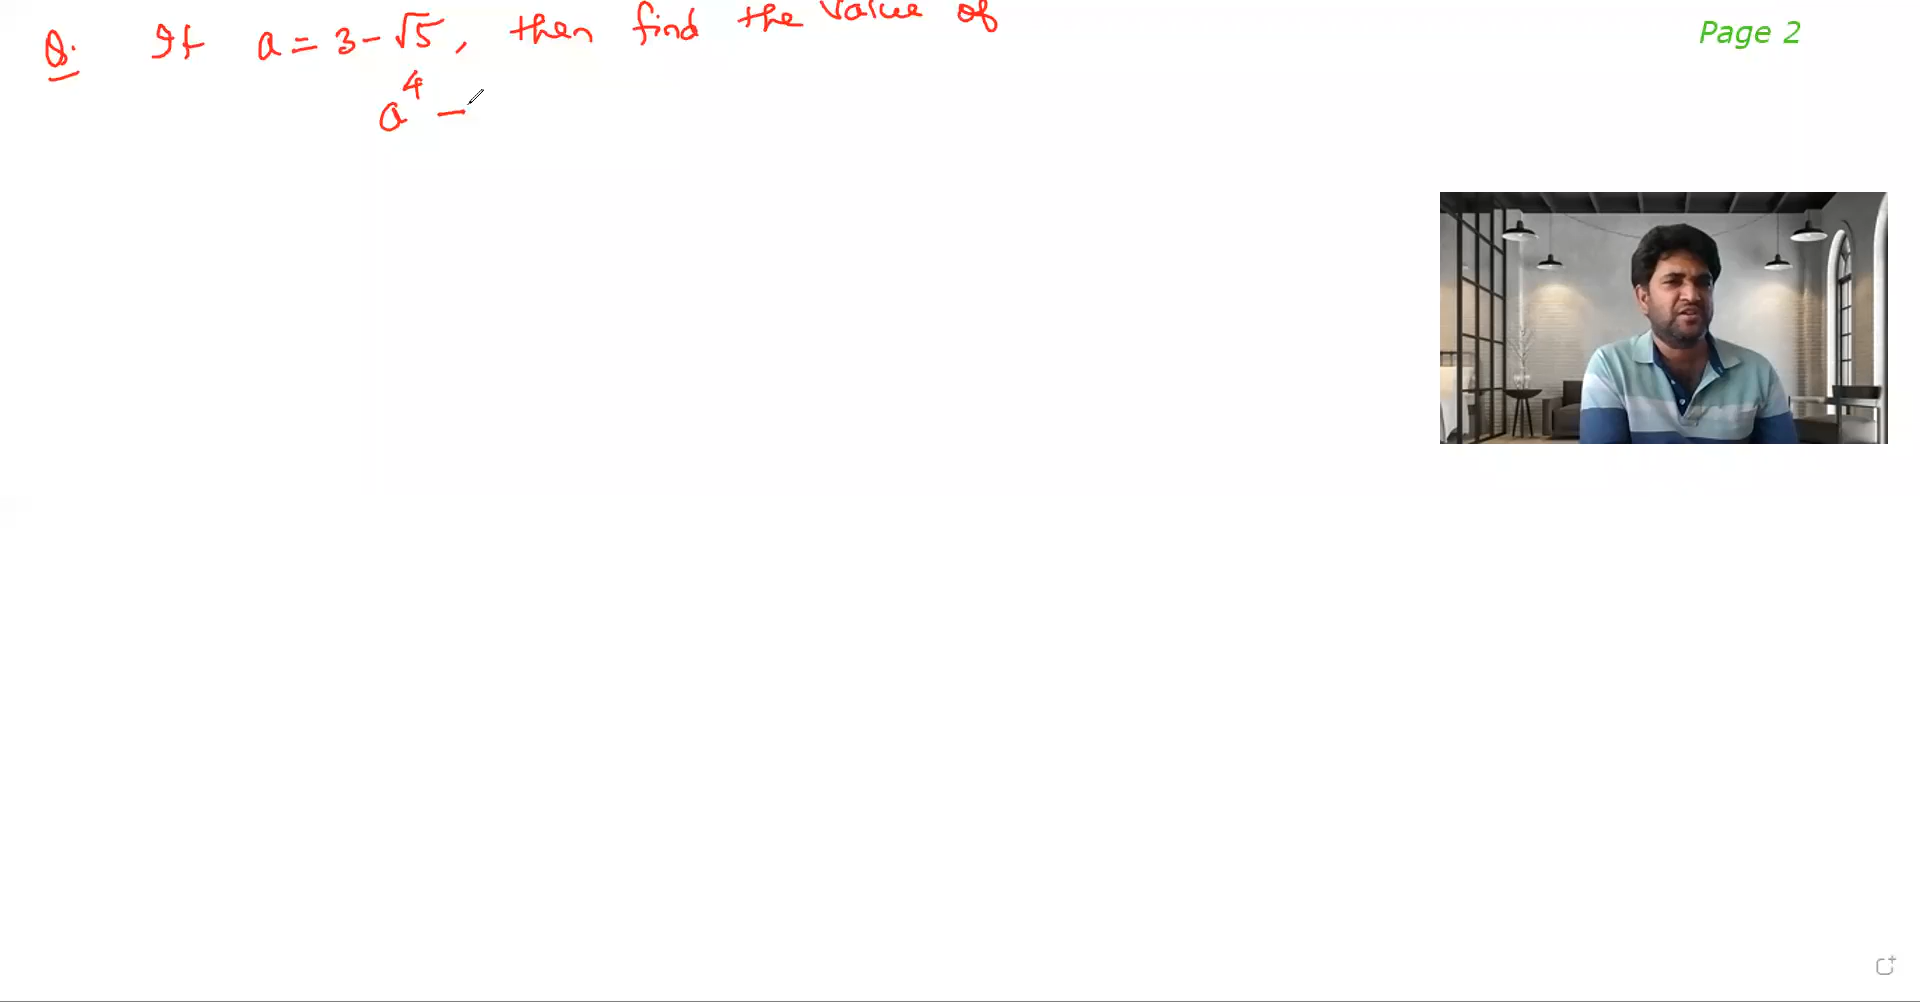 Q. If a = 3 - √5, then find the value of
Page 2
a⁴ -